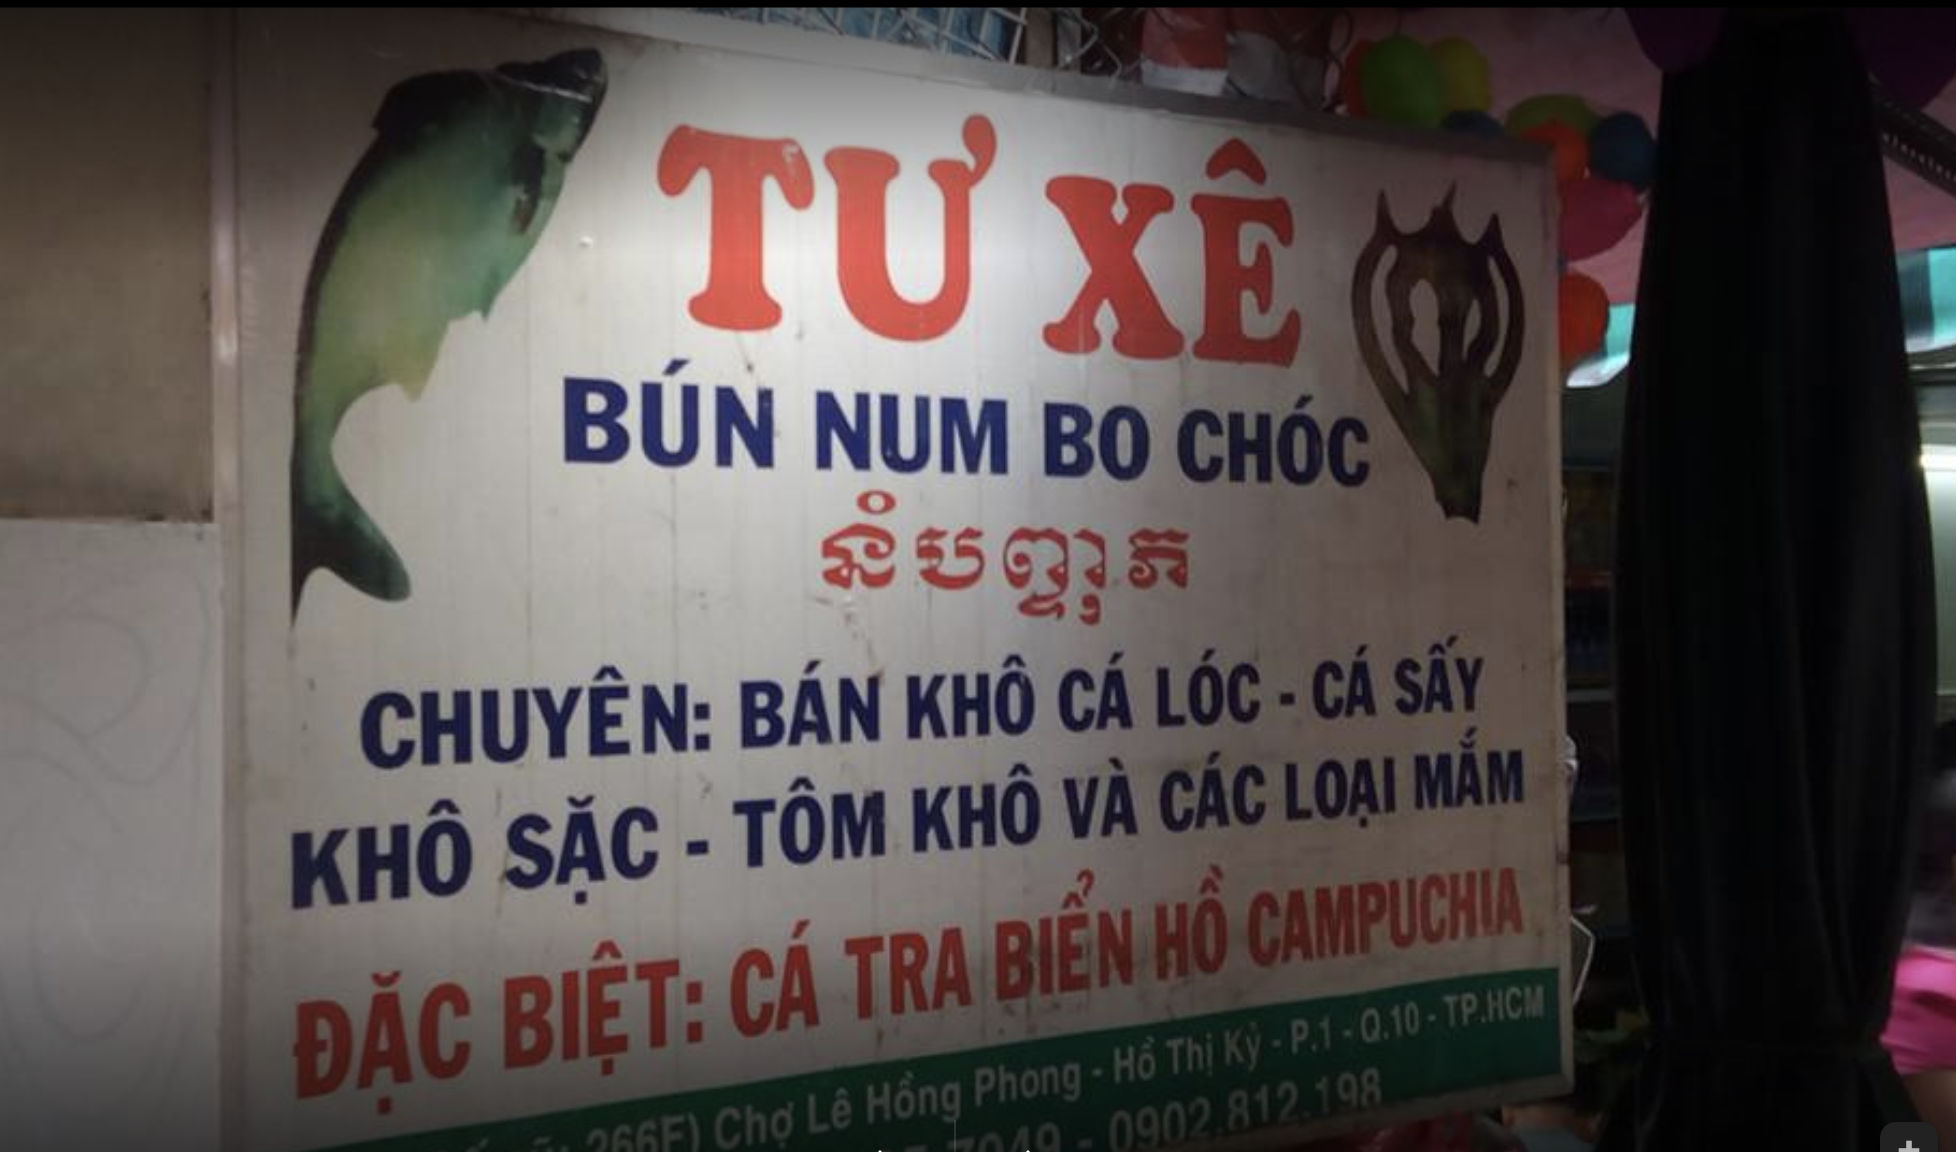 TƯ XÊ
BÚN NUM BO CHÓC
នំបញ្ចុក
CHUYÊN: BÁN KHÔ CÁ LÓC - CÁ SẤY
KHÔ SẶC - TÔM KHÔ VÀ CÁC LOẠI MẮM
ĐẶC BIỆT: CÁ TRA BIỂN HỒ CAMPUCHIA
266F) Chợ Lê Hồng Phong - Hồ Thị Kỷ - P.1 - Q.10 - TP.HCM
7049 - 0902.812.198